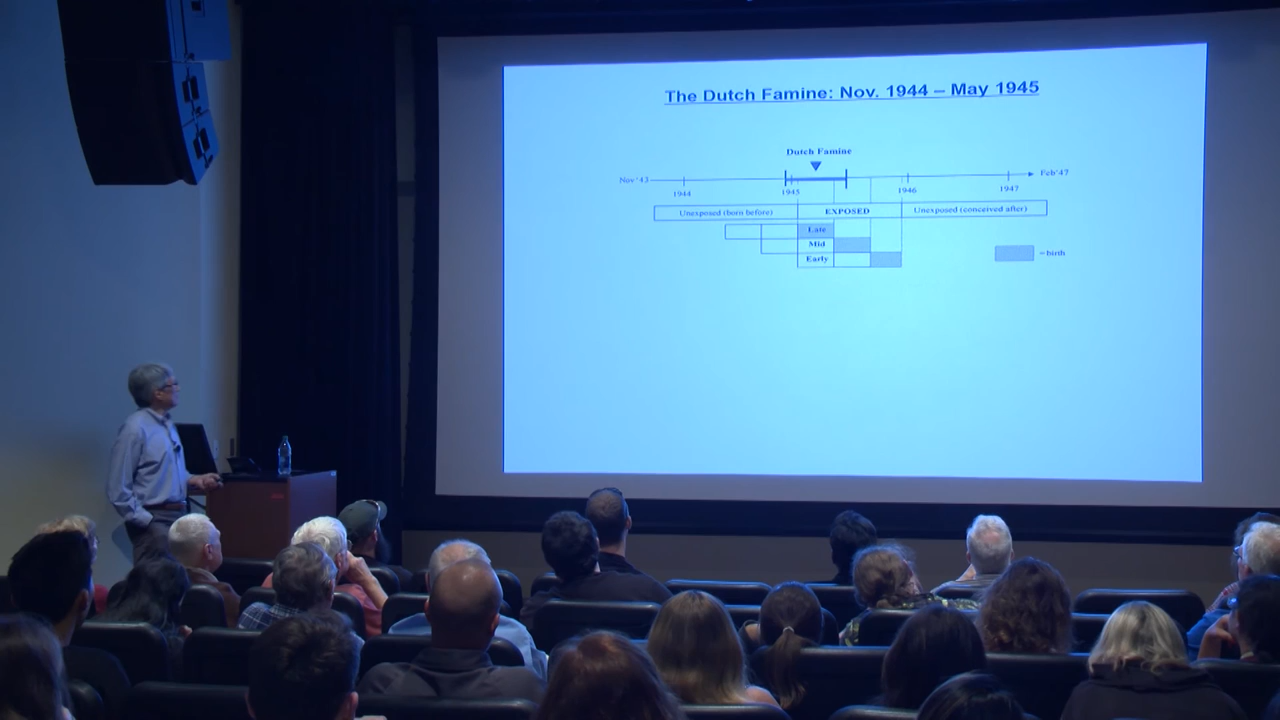 The Dutch Famine: Nov. 1944 – May 1945
Dutch Famine
Nov'43
Feb'47
1944
1945
1946
1947
Unexposed (born before)
EXPOSED
Unexposed (conceived after)
Late
Mid
Early
= birth